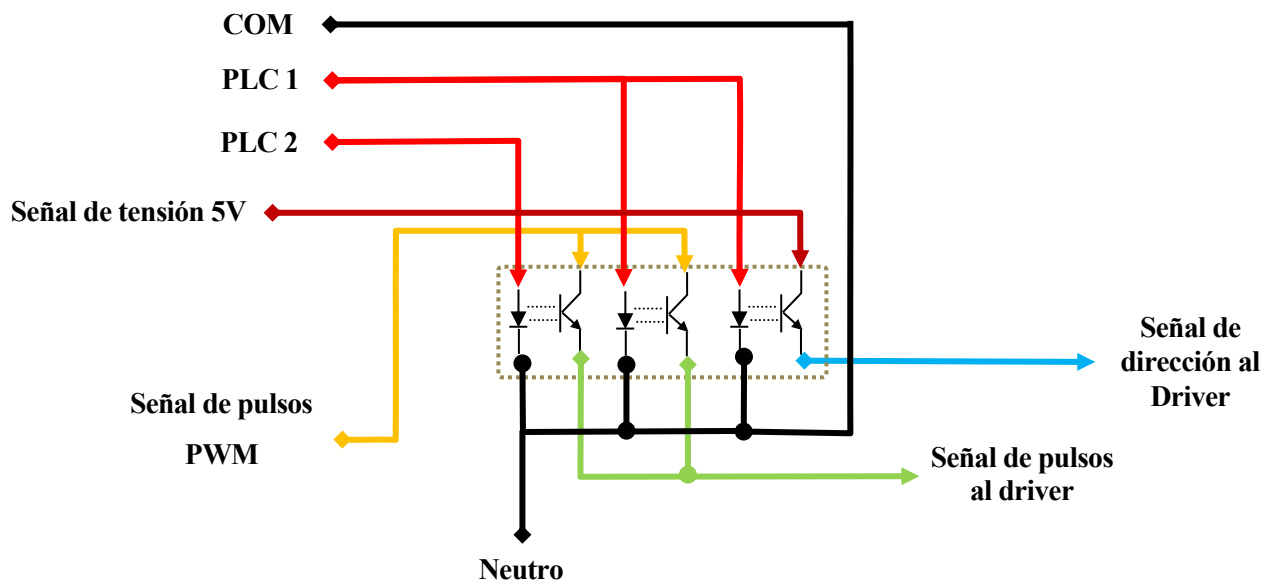 COM
PLC 1
PLC 2
Señal de tensión 5V
Señal de pulsos
PWM
Señal de
dirección al
Driver
Señal de pulsos
al driver
Neutro